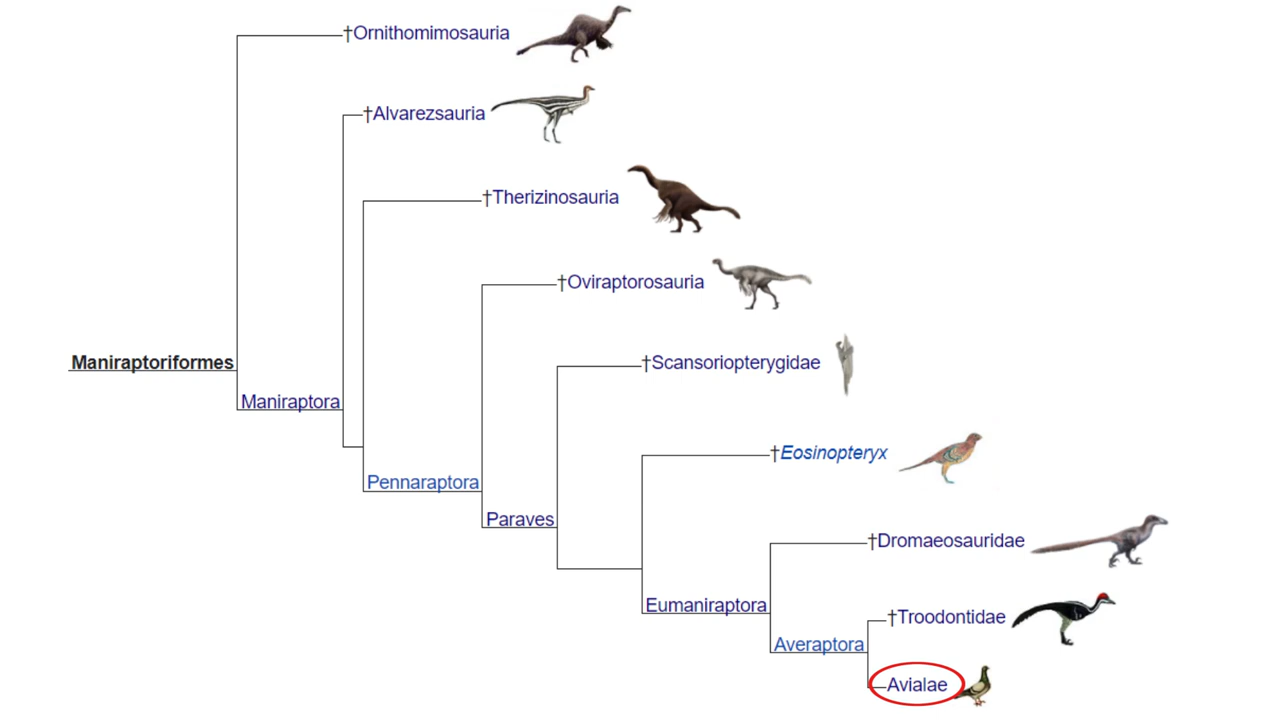 †Ornithomimosauria
†Alvarezsauria
†Therizinosauria
†Oviraptorosauria
†Scansoriopterygidae
Maniraptoriformes
Maniraptora
†Eosinopteryx
Pennaraptora
Paraves
†Dromaeosauridae
Eumaniraptora
†Troodontidae
Averaptora
Avialae